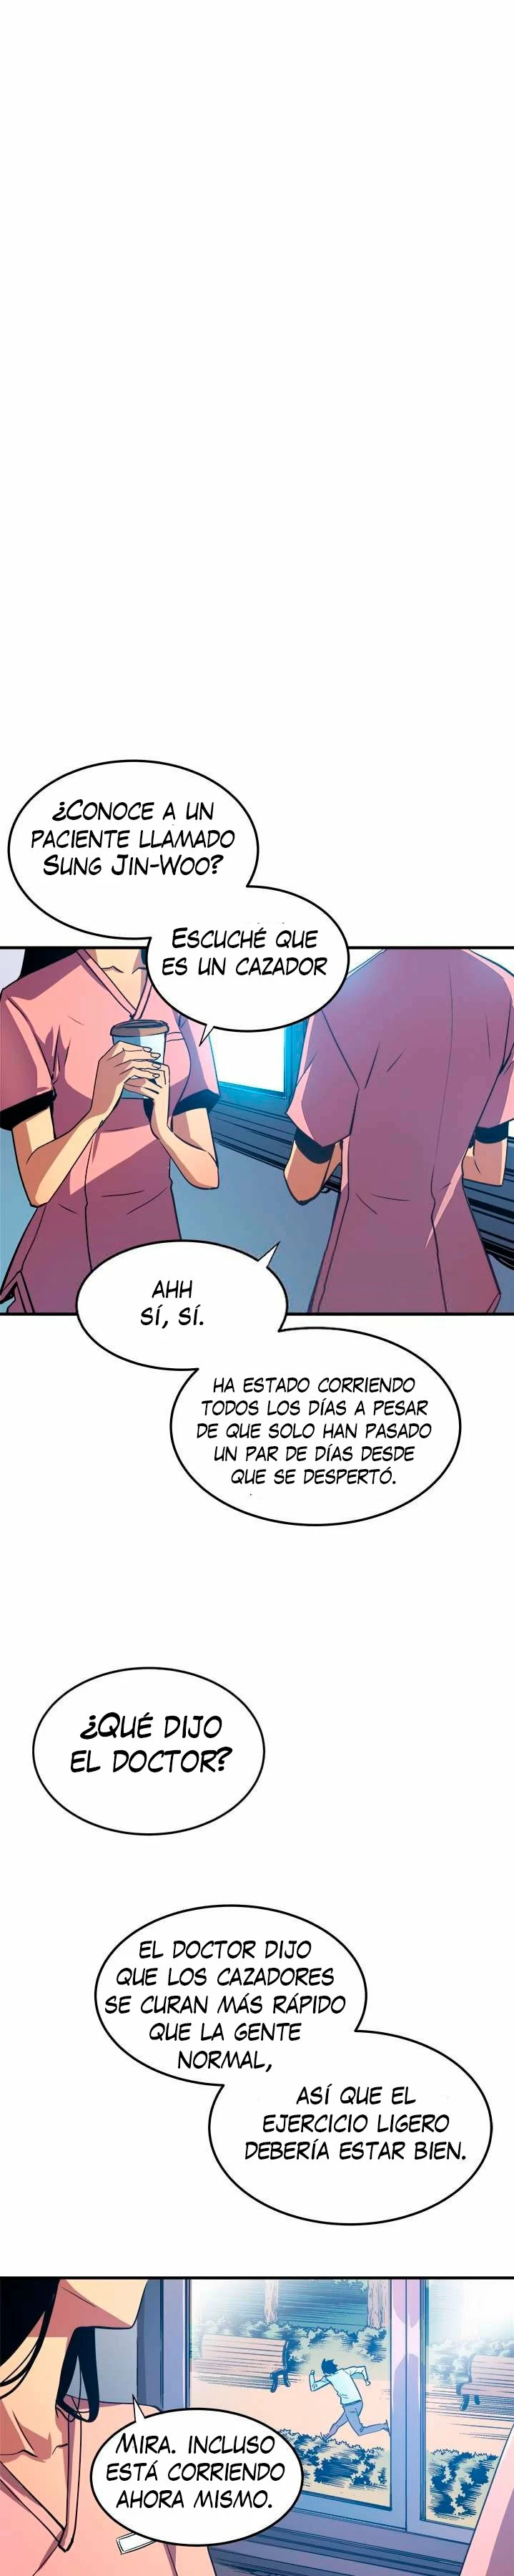 ¿Conoce a un
paciente llamado
Sung Jin-Woo?
Escuché que
es un cazador
Ahh
sí, sí.
ha estado corriendo
todos los días a pesar
de que solo han pasado
un par de días desde
que se despertó.
¿Qué dijo
el doctor?
el doctor dijo
que los cazadores
se curan más rápido
que la gente
normal,
así que el
ejercicio ligero
debería estar bien.
Mira. incluso
está corriendo
ahora mismo.